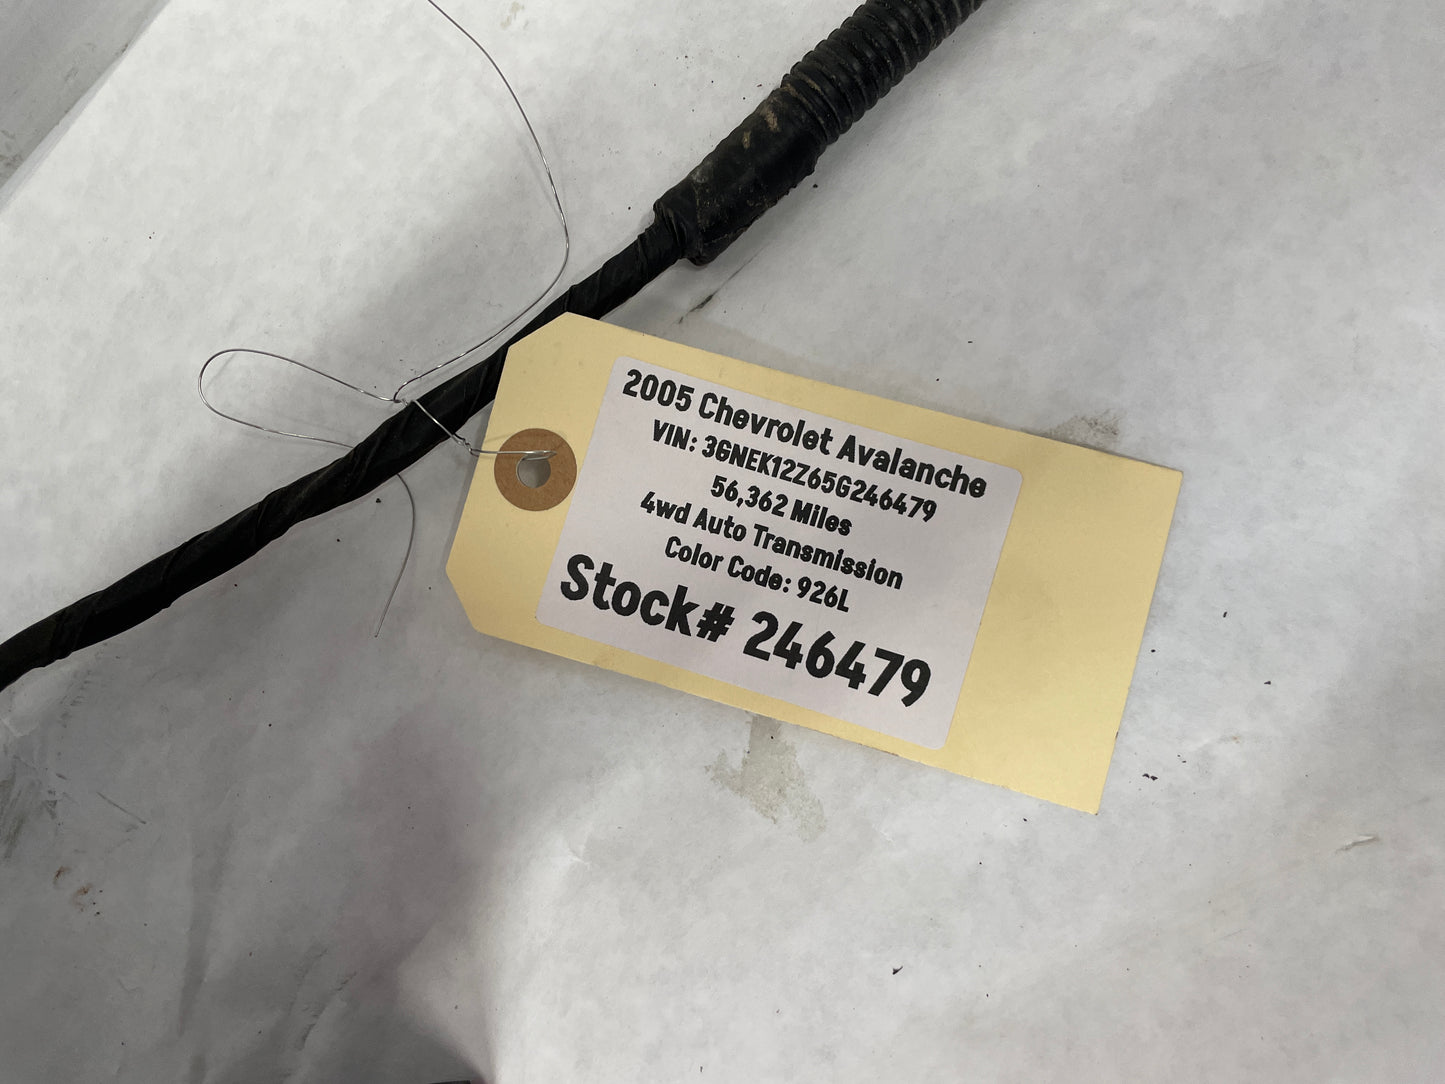 2005 Chevrolet Avalanche
VIN: 3GNEK12Z65G246479
56,362 Miles
4wd Auto Transmission
Color Code: 926L
Stock# 246479